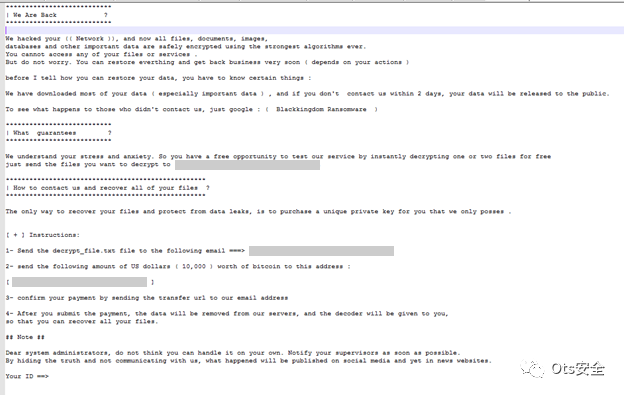 ***************************
| We Are Back            ?
***************************

We hacked your (( Network )), and now all files, documents, images,
databases and other important data are safely encrypted using the strongest algorithms ever.
You cannot access any of your files or services .
But do not worry. You can restore everthing and get back business very soon ( depends on your actions )

before I tell how you can restore your data, you have to know certain things :

We have downloaded most of your data ( especially important data ) , and if you don't  contact us within 2 days, your data will be released to the public.

To see what happens to those who didn't contact us, just google : (  Blackkingdom Ransomware  )

***************************
| What  guarantees        ?
***************************

We understand your stress and anxiety. So you have a free opportunity to test our service by instantly decrypting one or two files for free
just send the files you want to decrypt to

***************************************************
| How to contact us and recover all of your files  ?
***************************************************

The only way to recover your files and protect from data leaks, is to purchase a unique private key for you that we only posses .

[ + ] Instructions:

1- Send the decrypt_file.txt file to the following email ===>

2- send the following amount of US dollars ( 10,000 ) worth of bitcoin to this address :

[ ]

3- confirm your payment by sending the transfer url to our email address

4- After you submit the payment, the data will be removed from our servers, and the decoder will be given to you,
so that you can recover all your files.

## Note ##

Dear system administrators, do not think you can handle it on your own. Notify your supervisors as soon as possible.
By hiding the truth and not communicating with us, what happened will be published on social media and yet in news websites.

Your ID ==>
Ots安全